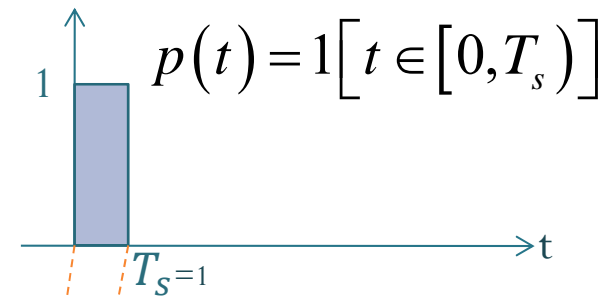 p(t) = 1[t ∈ [0, T_s)]
1
t
T_s=1